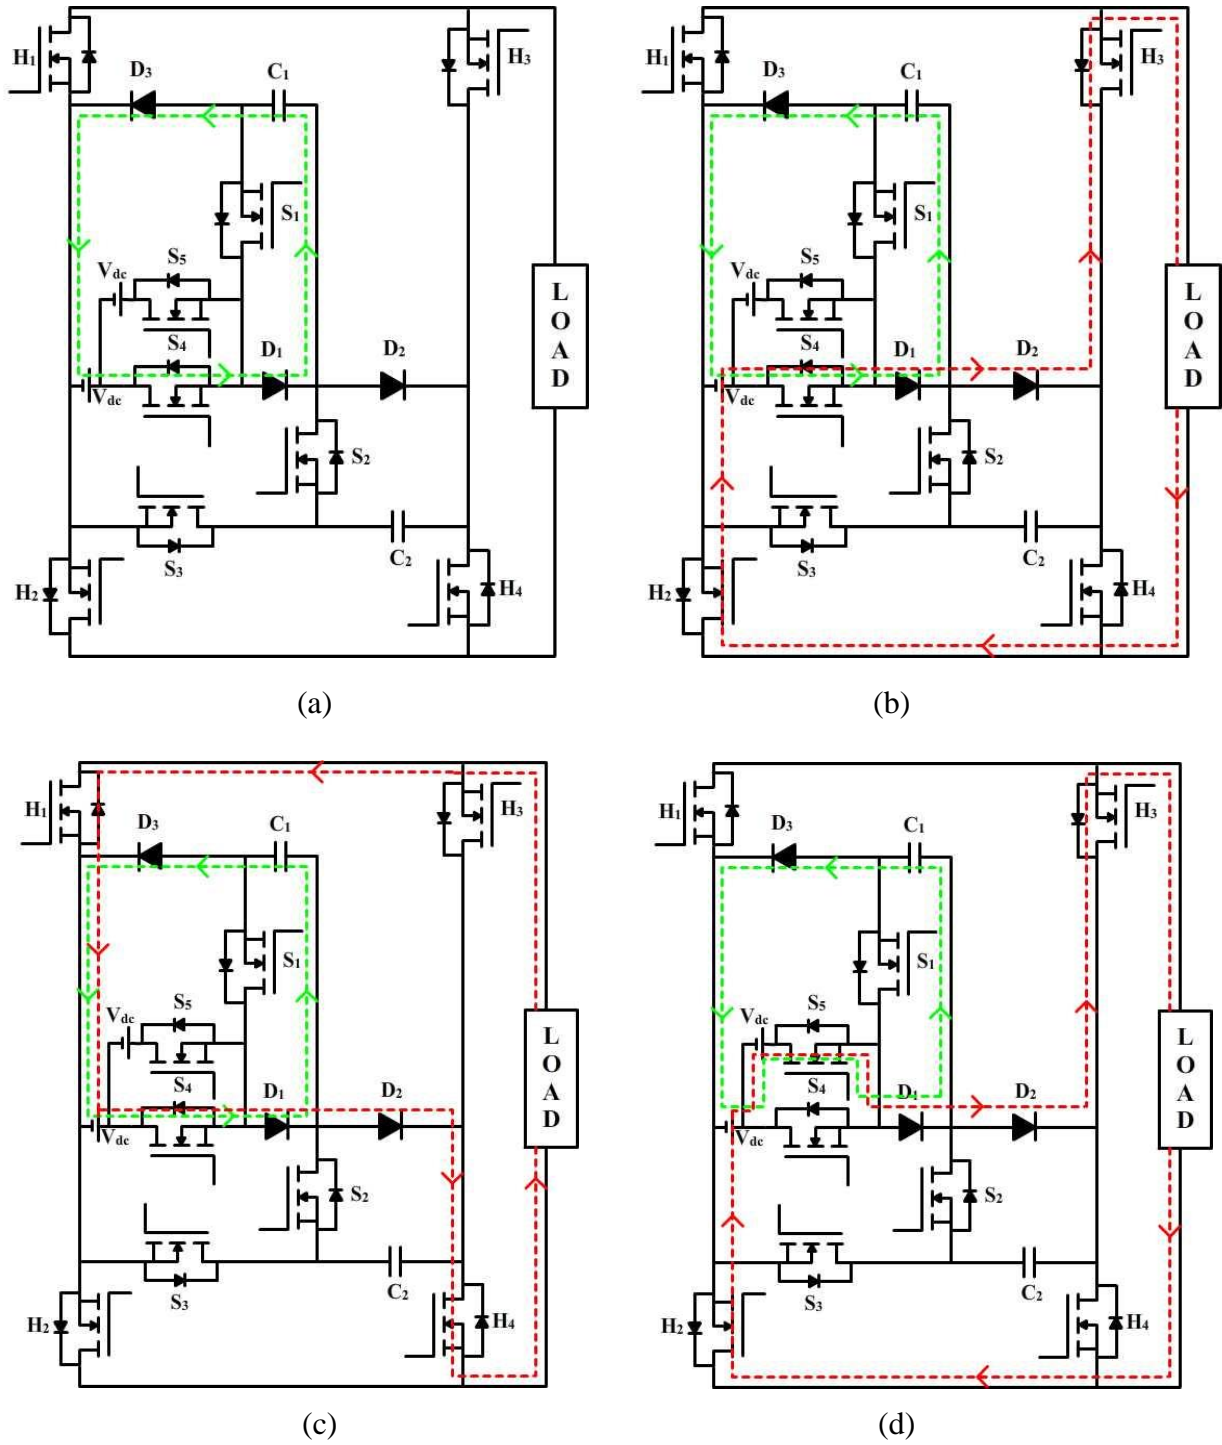 H1
D3
C1
H3
S1
S5
Vdc
S4
D1
D2
Vdc
S2
S3
C2
H2
H4
LOAD
(a)
H1
D3
C1
H3
S1
S5
Vdc
S4
D1
D2
Vdc
S2
S3
C2
H2
H4
LOAD
(b)
H1
D3
C1
H3
S1
S5
Vdc
S4
D1
D2
Vdc
S2
S3
C2
H2
H4
LOAD
(c)
H1
D3
C1
H3
S1
S5
Vdc
S4
D1
D2
Vdc
S2
S3
C2
H2
H4
LOAD
(d)